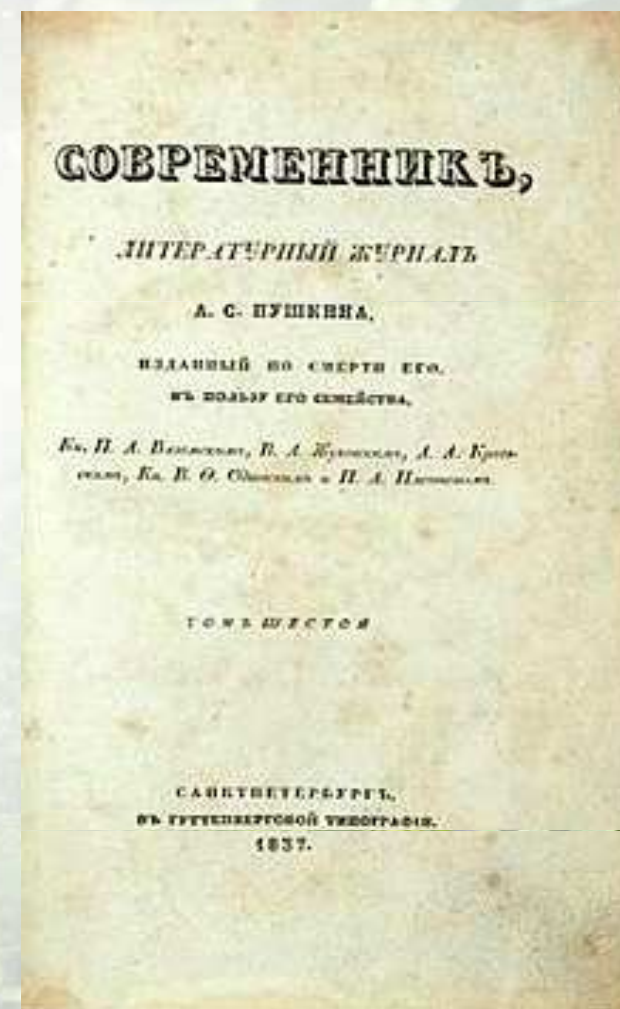 СОВРЕМЕННИКЪ,
ЛИТЕРАТУРНЫЙ ЖУРНАЛЪ
А. С. ПУШКИНА,
ИЗДАННЫЙ ПО СМЕРТИ ЕГО,
ВЪ ПОЛЬЗУ ЕГО СЕМЕЙСТВА,
Кн. П. А. Вяземскимъ, В. А. Жуковскимъ, А. А. Краев-
скимъ, Кн. В. Ѳ. Одоевскимъ и П. А. Плетневымъ.
ТОМЪ ШЕСТОЙ
САНКТПЕТЕРБУРГЪ,
ВЪ ГУТТЕНБЕРГОВОЙ ТИПОГРАФІИ.
1837.